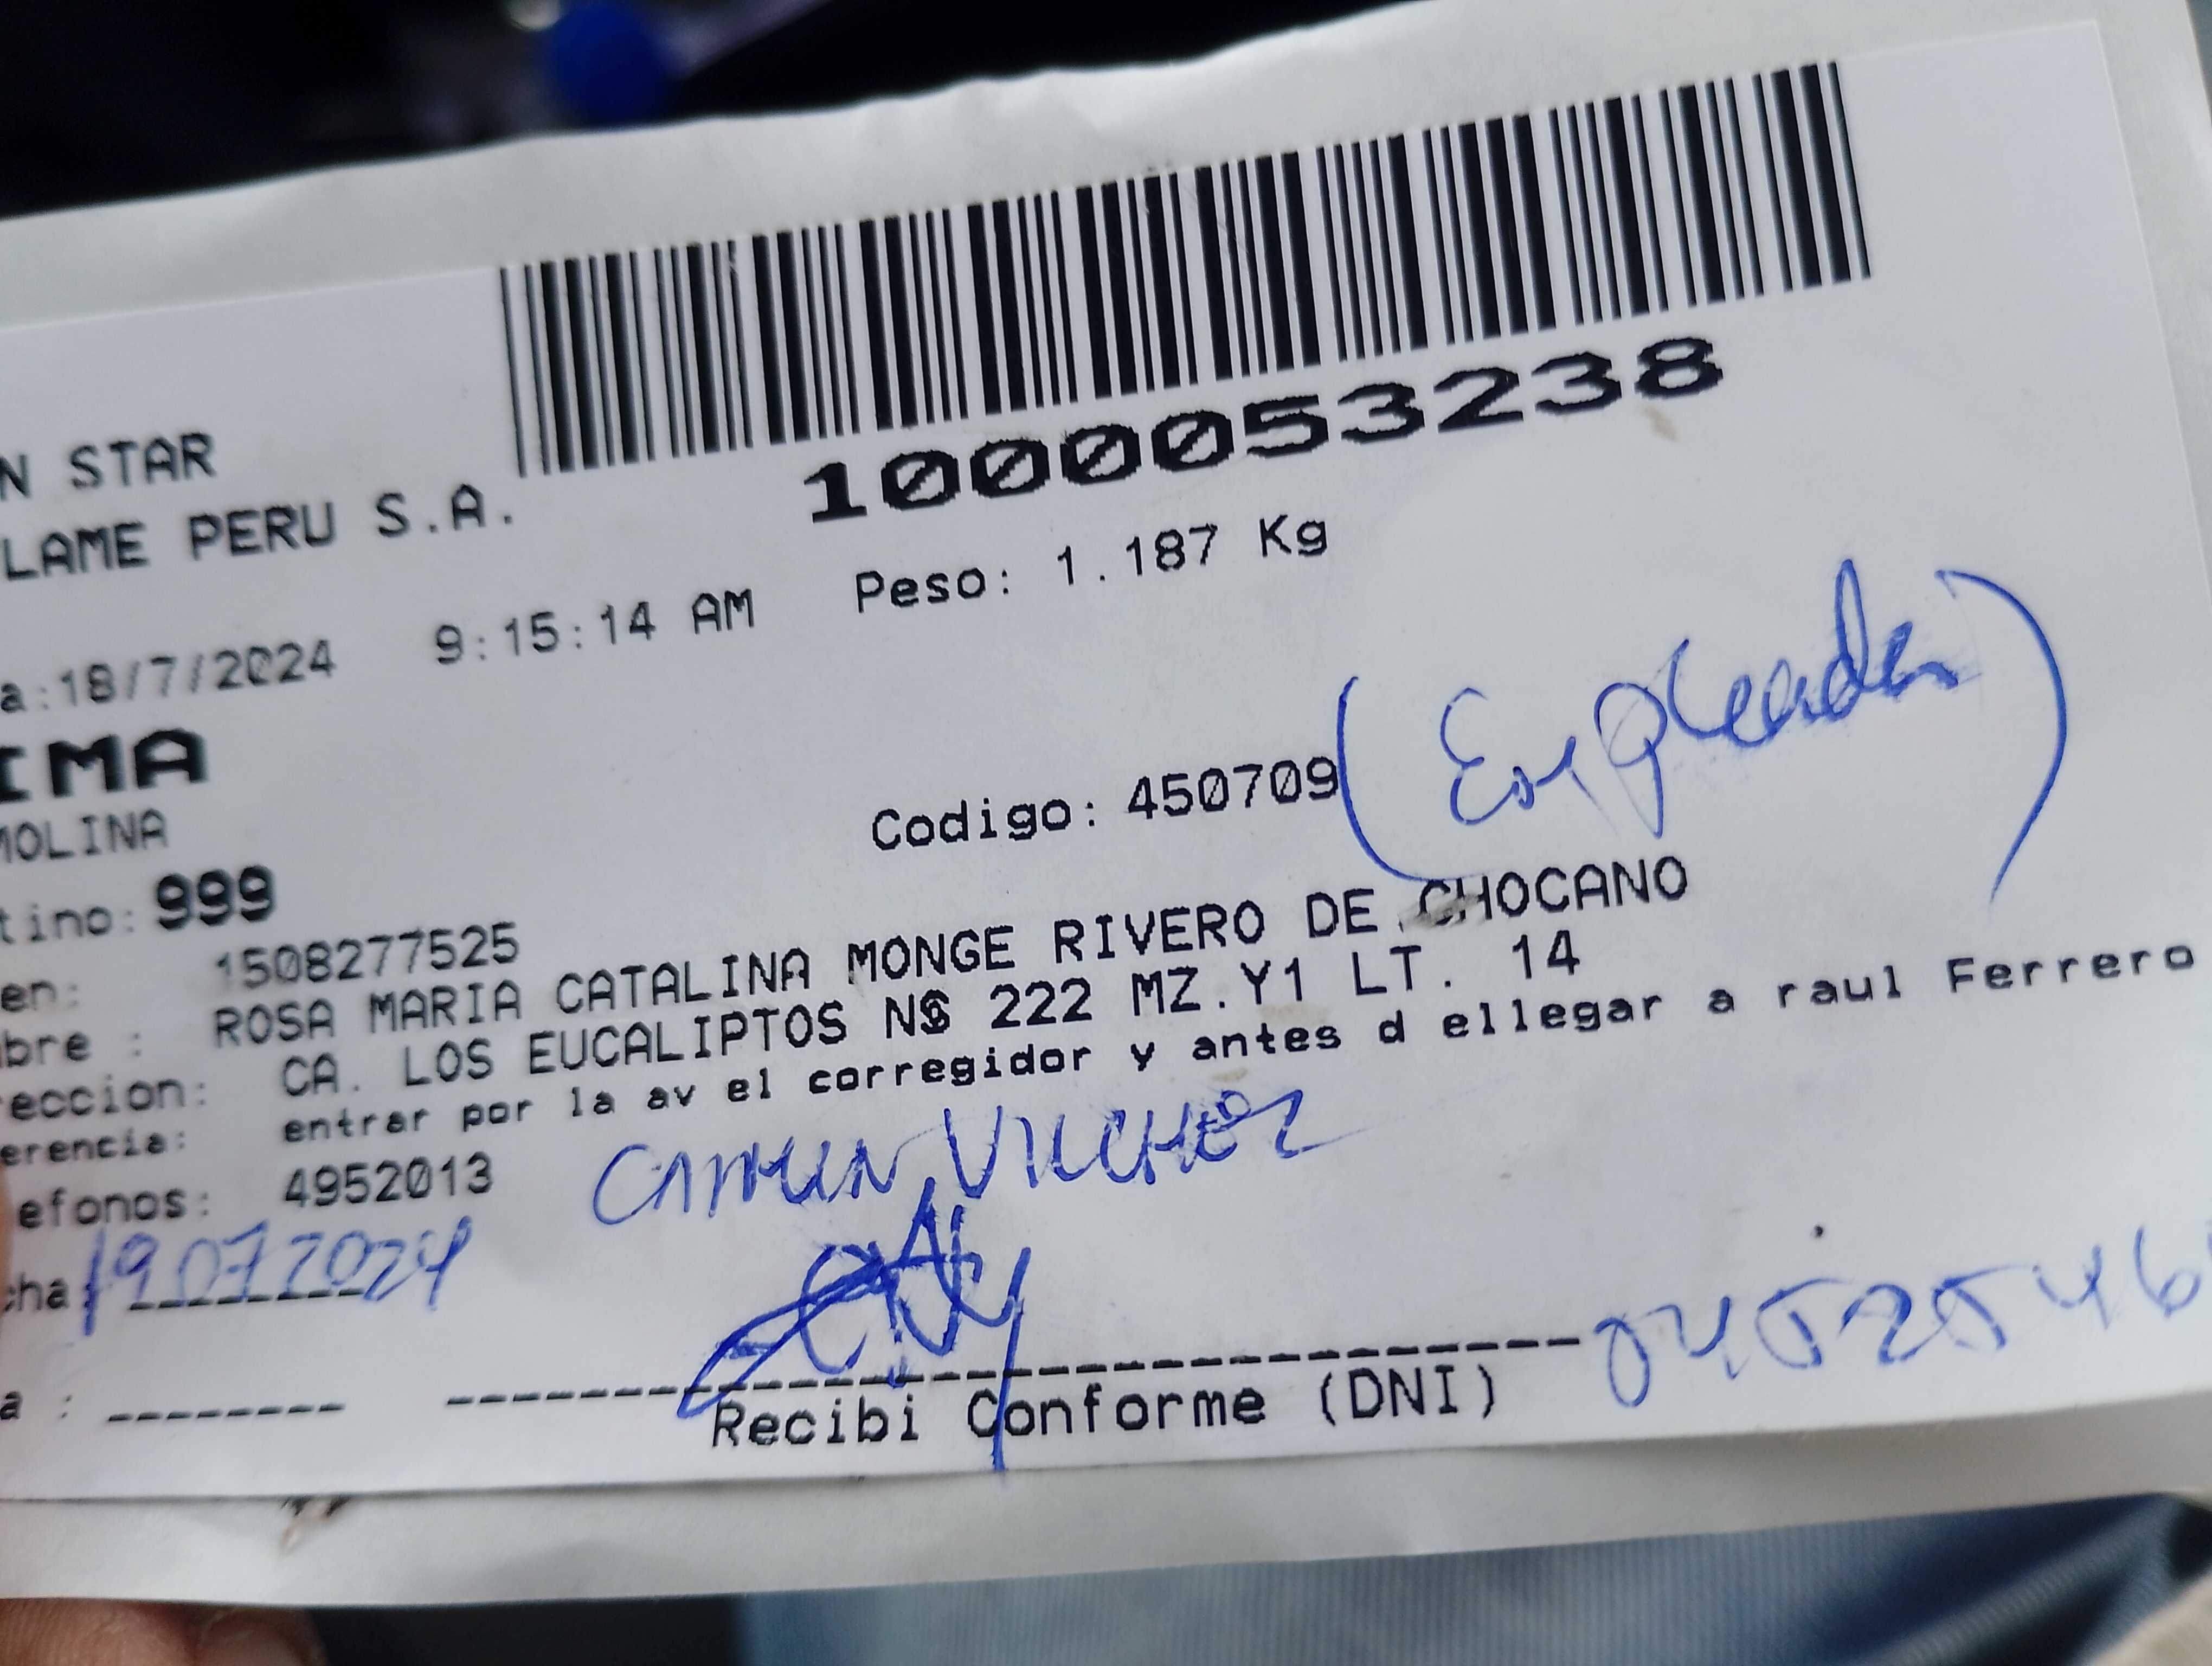 1000053238
N STAR
LAME PERU S.A.
a:18/7/2024 9:15:14 AM Peso: 1.187 Kg
IMA
MOLINA
Codigo: 450709 (Empleada)
tino: 999
en: 1508277525
bre : ROSA MARIA CATALINA MONGE RIVERO DE CHOCANO
eccion: CA. LOS EUCALIPTOS N$ 222 MZ.Y1 LT. 14
erencia: entrar por la av el corregidor y antes d ellegar a raul Ferrero
efonos: 4952013
CARMEN VILCHEZ
cha 19 07 2024
a :
Recibi Conforme (DNI) 0452546